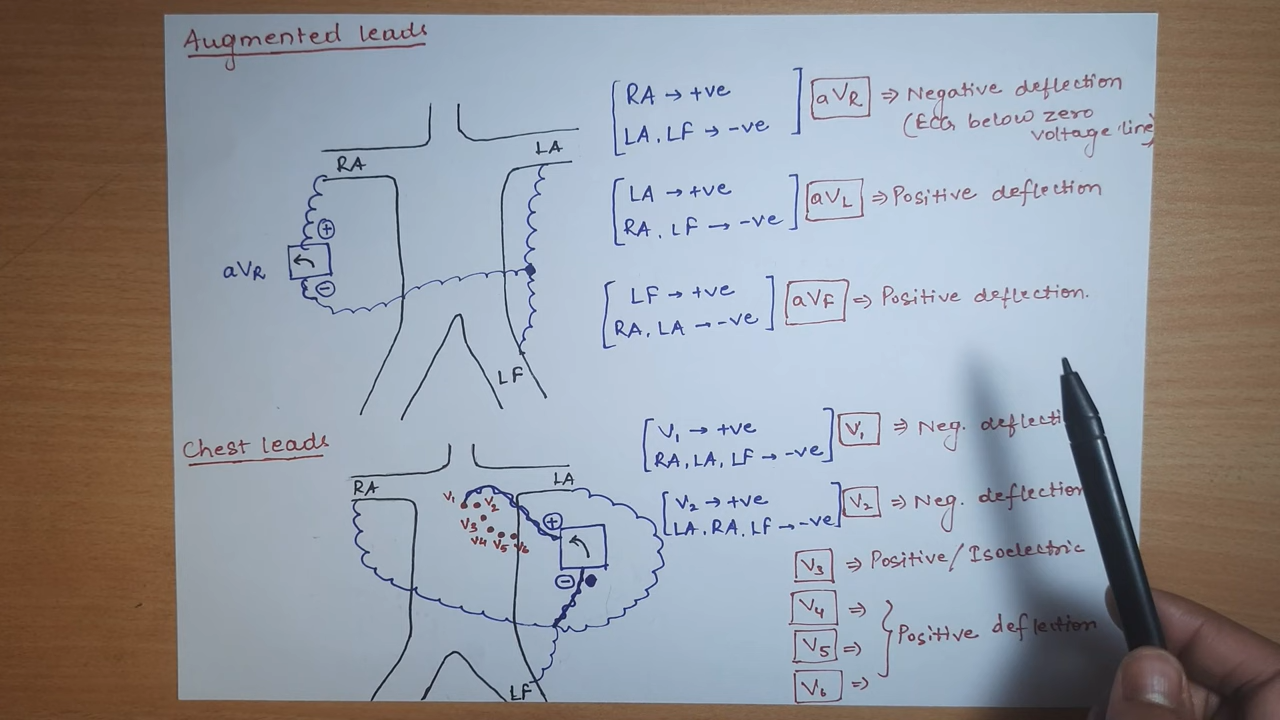 Augmented leads
RA → +ve
LA, LF → -ve
aVR ⇒ Negative deflection
(ECG below zero
voltage line)
RA
LA
LA → +ve
RA, LF → -ve
aVL ⇒ Positive deflection
+
aVR
-
LF → +ve
RA, LA → -ve
aVF ⇒ Positive deflection.
LF
Chest leads
V1 → +ve
RA, LA, LF → -ve
V1 ⇒ Neg. deflecti
RA
LA
V1
V2
V3
V4
V5
V6
V2 → +ve
LA, RA, LF → -ve
V2 ⇒ Neg. deflection
+
-
V3 ⇒ Positive/Isoelectric
V4 ⇒
V5 ⇒
V6 ⇒
Positive deflection
LF